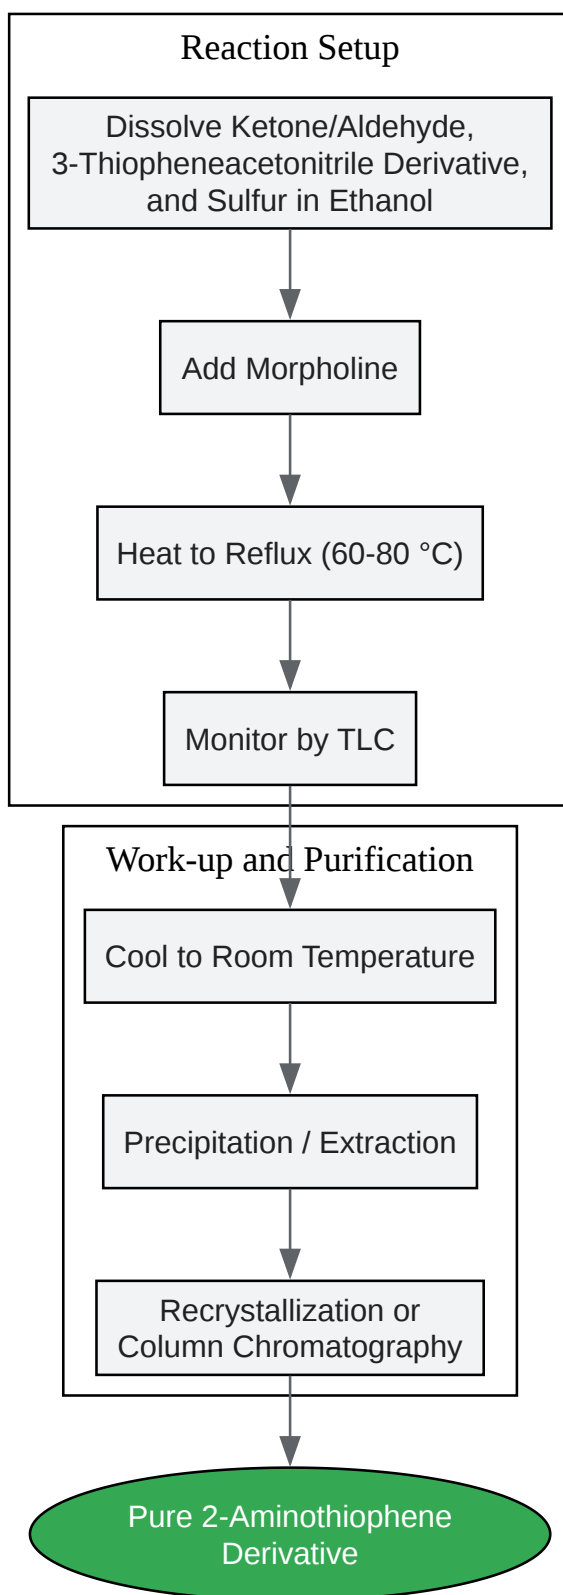 Reaction Setup
Dissolve Ketone/Aldehyde,
3-Thiopheneacetonitrile Derivative,
and Sulfur in Ethanol
Add Morpholine
Heat to Reflux (60-80 °C)
Monitor by TLC
Work-up and Purification
Cool to Room Temperature
Precipitation / Extraction
Recrystallization or
Column Chromatography
Pure 2-Aminothiophene
Derivative